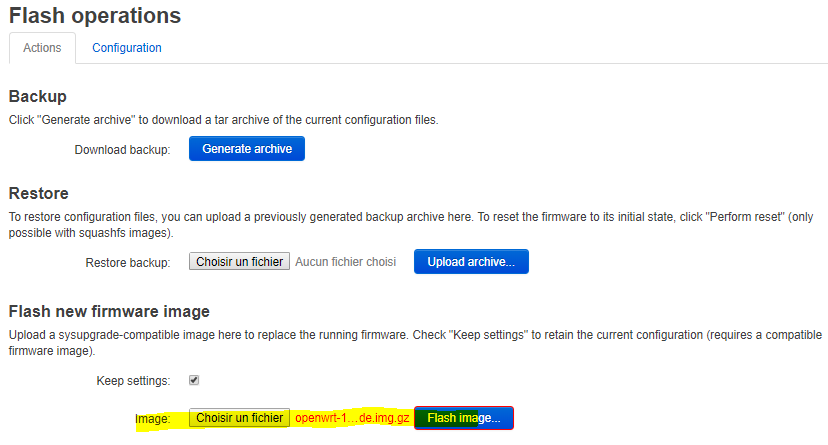 Flash operations
Actions Configuration
Backup
Click "Generate archive" to download a tar archive of the current configuration files.
Download backup: Generate archive
Restore
To restore configuration files, you can upload a previously generated backup archive here. To reset the firmware to its initial state, click "Perform reset" (only
possible with squashfs images).
Restore backup: Choisir un fichier Aucun fichier choisi Upload archive...
Flash new firmware image
Upload a sysupgrade-compatible image here to replace the running firmware. Check "Keep settings" to retain the current configuration (requires a compatible
firmware image).
Keep settings:
Image: Choisir un fichier openwrt-1...de.img.gz Flash image...